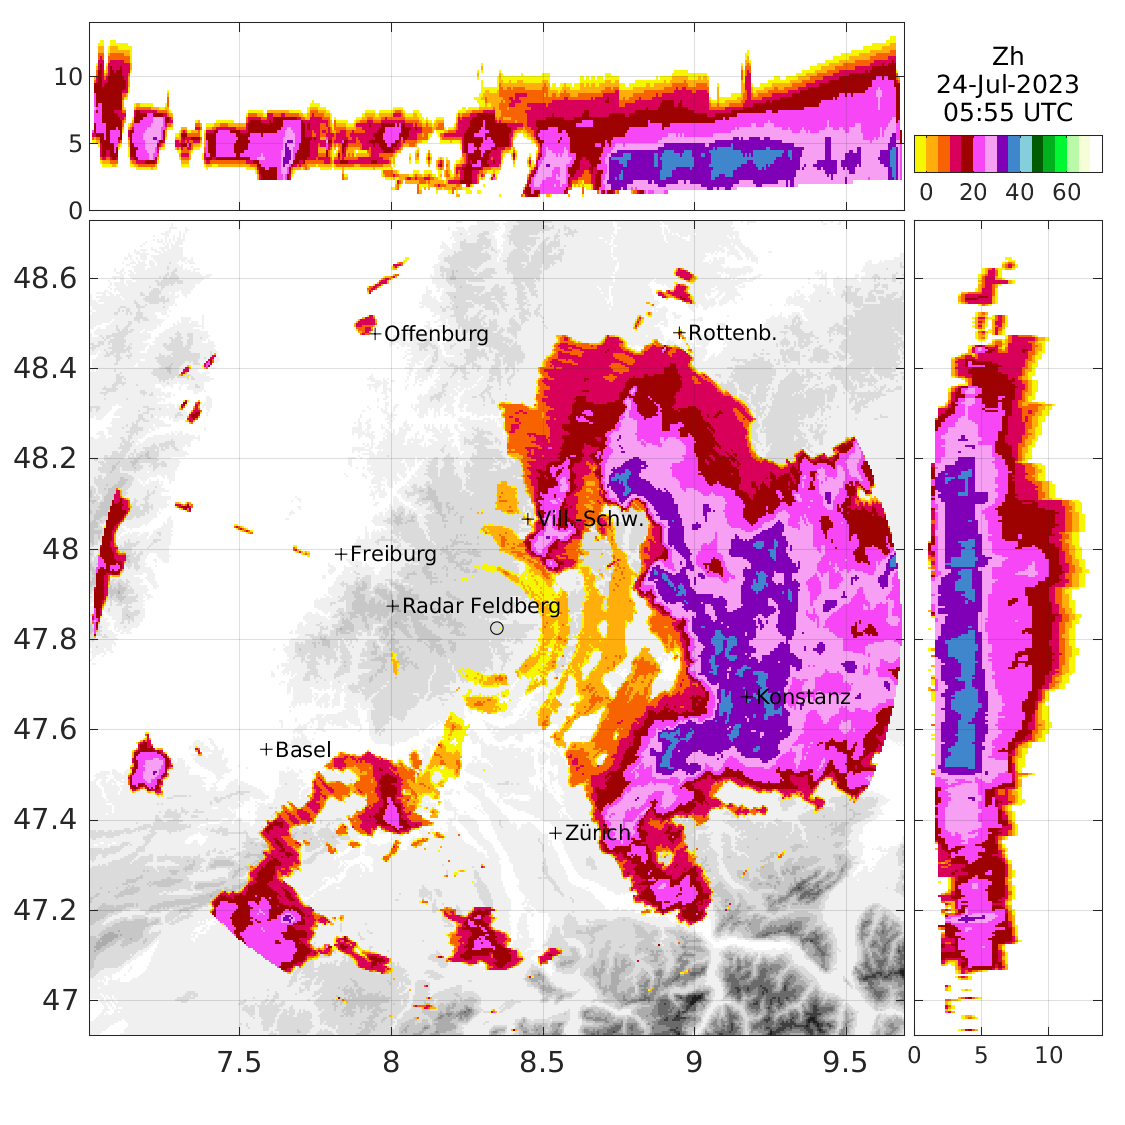 10
5
0
Zh
24-Jul-2023
05:55 UTC
0 20 40 60
48.6
48.4
48.2
48
47.8
47.6
47.4
47.2
47
+Offenburg
+Rottenb.
+Vill.-Schw.
+Freiburg
+Radar Feldberg
+Konstanz
+Basel
+Zürich
7.5 8 8.5 9 9.5
0 5 10